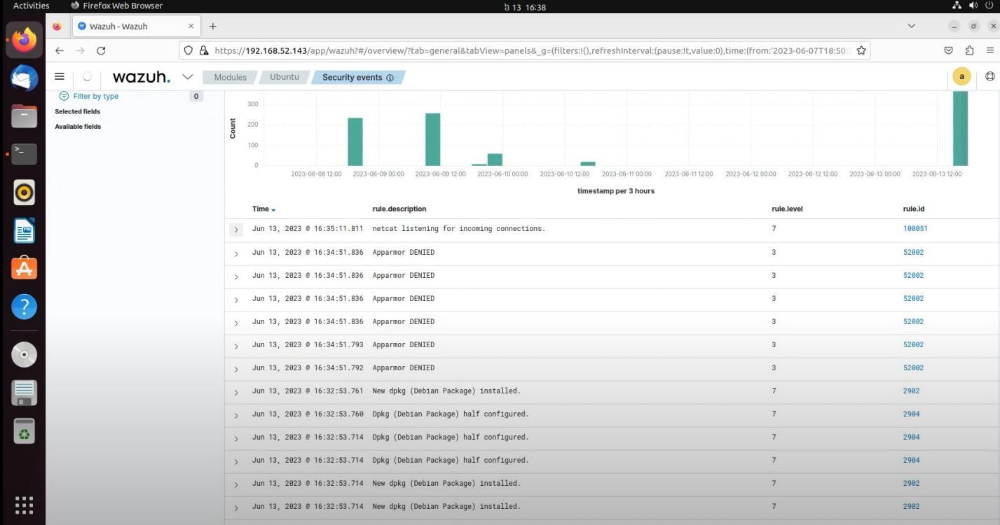 Activities Firefox Web Browser 13 16:38
Wazuh - Wazuh
https://192.168.52.143/app/wazuh?#/overview/?tab=general&tabView=panels&_g=(filters:!(),refreshInterval:(pause:!t,value:0),time:(from:'2023-06-07T18:50:
wazuh. Modules Ubuntu Security events a
Filter by type 0
Selected fields
Available fields
Count
300
200
100
0
2023-06-08 12:00 2023-06-09 00:00 2023-06-09 12:00 2023-06-10 00:00 2023-06-10 12:00 2023-06-11 00:00 2023-06-11 12:00 2023-06-12 00:00 2023-06-12 12:00 2023-06-13 00:00 2023-06-13 12:00
timestamp per 3 hours
Time rule.description rule.level rule.id
Jun 13, 2023 @ 16:35:11.811 netcat listening for incoming connections. 7 100051
Jun 13, 2023 @ 16:34:51.836 Apparmor DENIED 3 52002
Jun 13, 2023 @ 16:34:51.836 Apparmor DENIED 3 52002
Jun 13, 2023 @ 16:34:51.836 Apparmor DENIED 3 52002
Jun 13, 2023 @ 16:34:51.836 Apparmor DENIED 3 52002
Jun 13, 2023 @ 16:34:51.793 Apparmor DENIED 3 52002
Jun 13, 2023 @ 16:34:51.792 Apparmor DENIED 3 52002
Jun 13, 2023 @ 16:32:53.761 New dpkg (Debian Package) installed. 7 2902
Jun 13, 2023 @ 16:32:53.760 Dpkg (Debian Package) half configured. 7 2904
Jun 13, 2023 @ 16:32:53.714 Dpkg (Debian Package) half configured. 7 2904
Jun 13, 2023 @ 16:32:53.714 Dpkg (Debian Package) half configured. 7 2904
Jun 13, 2023 @ 16:32:53.714 New dpkg (Debian Package) installed. 7 2902
Jun 13, 2023 @ 16:32:53.714 New dpkg (Debian Package) installed. 7 2902